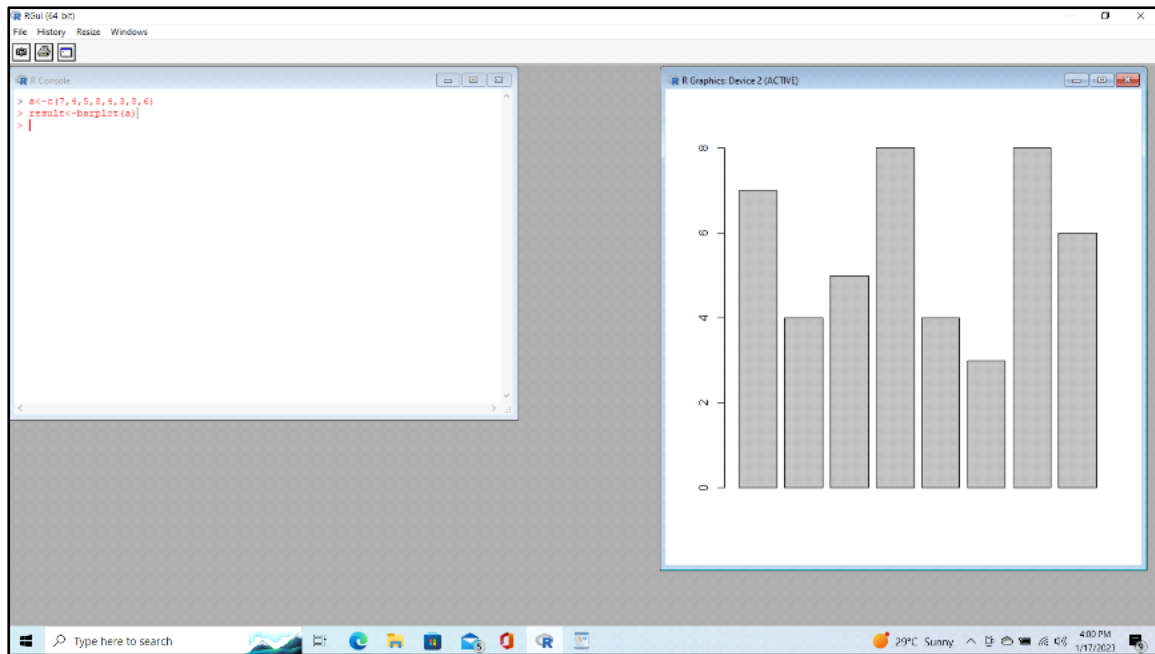 RGui (64-bit)
File History Resize Windows
R Console
> a<-c(7,4,5,8,4,3,8,6)
> result<-barplot(a)
>
R Graphics: Device 2 (ACTIVE)
8
6
4
2
0
Type here to search
5
29°C Sunny
4:00 PM
1/17/2023
9